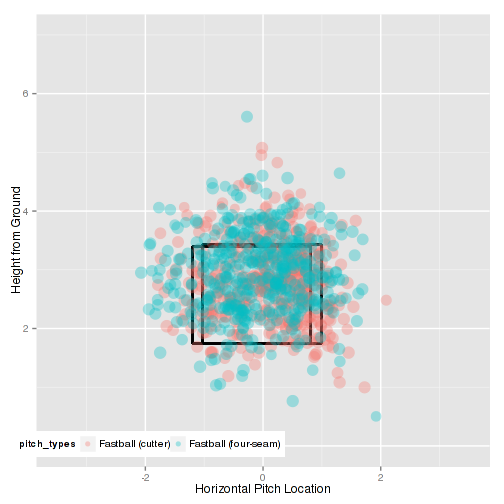 6
4
2
Height from Ground
pitch_types Fastball (cutter) Fastball (four-seam)
-2 0 2
Horizontal Pitch Location